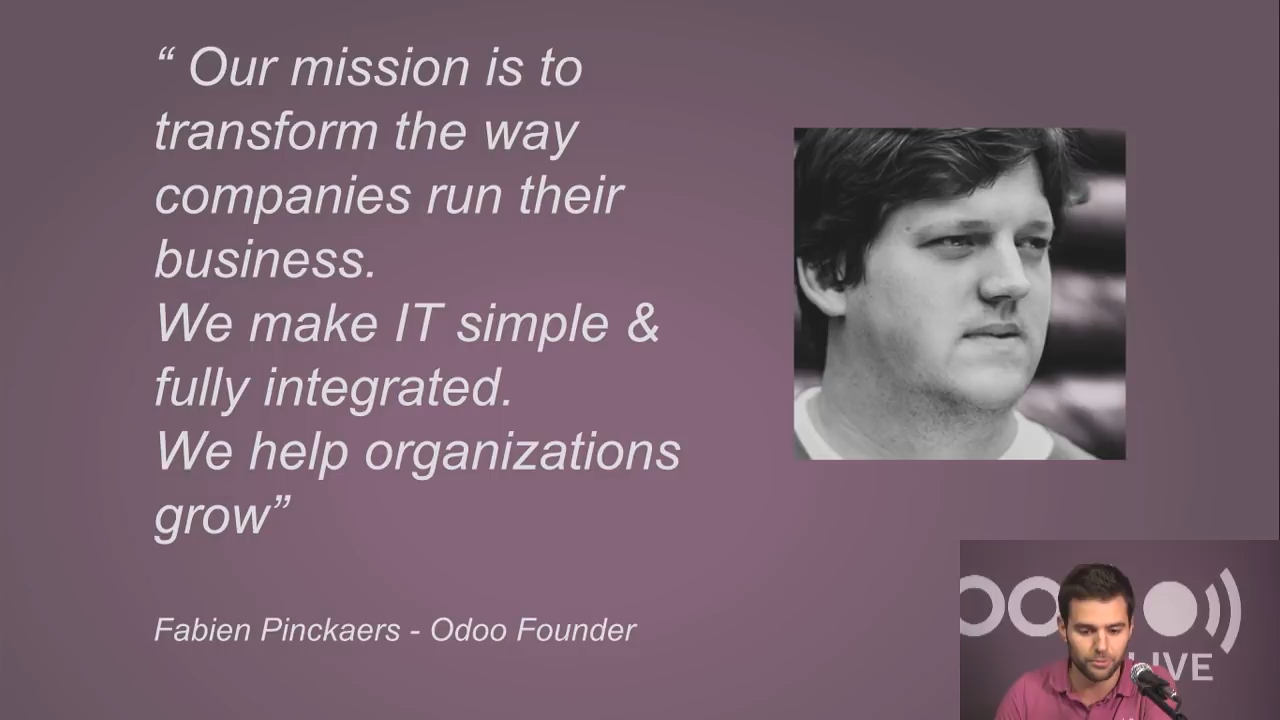 “ Our mission is to
transform the way
companies run their
business.
We make IT simple &
fully integrated.
We help organizations
grow”
Fabien Pinckaers - Odoo Founder